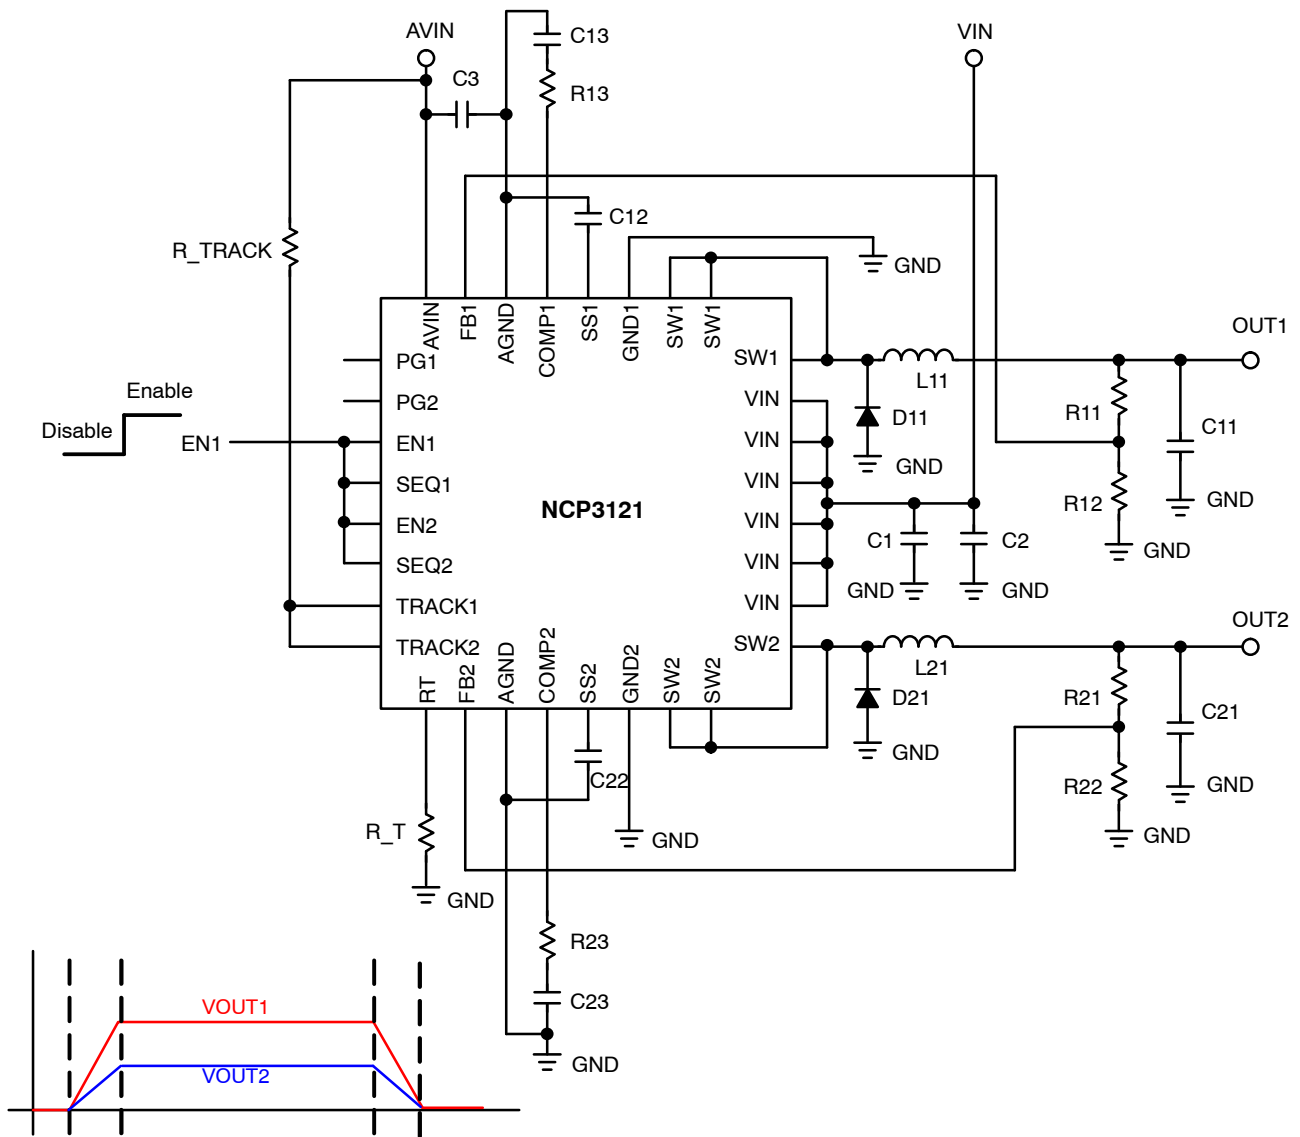 AVIN
C13
VIN
C3
R13
C12
R_TRACK
GND
AVIN
FB1
AGND
COMP1
SS1
GND1
SW1
SW1
OUT1
PG1
SW1
L11
Enable
PG2
VIN
D11
R11
C11
Disable
EN1
EN1
VIN
GND
SEQ1
VIN
R12
GND
NCP3121
EN2
VIN
C1
C2
GND
SEQ2
VIN
GND
GND
TRACK1
VIN
OUT2
TRACK2
SW2
L21
RT
FB2
AGND
COMP2
SS2
GND2
SW2
SW2
D21
R21
C21
GND
C22
R22
GND
R_T
GND
GND
GND
R23
VOUT1
C23
VOUT2
GND